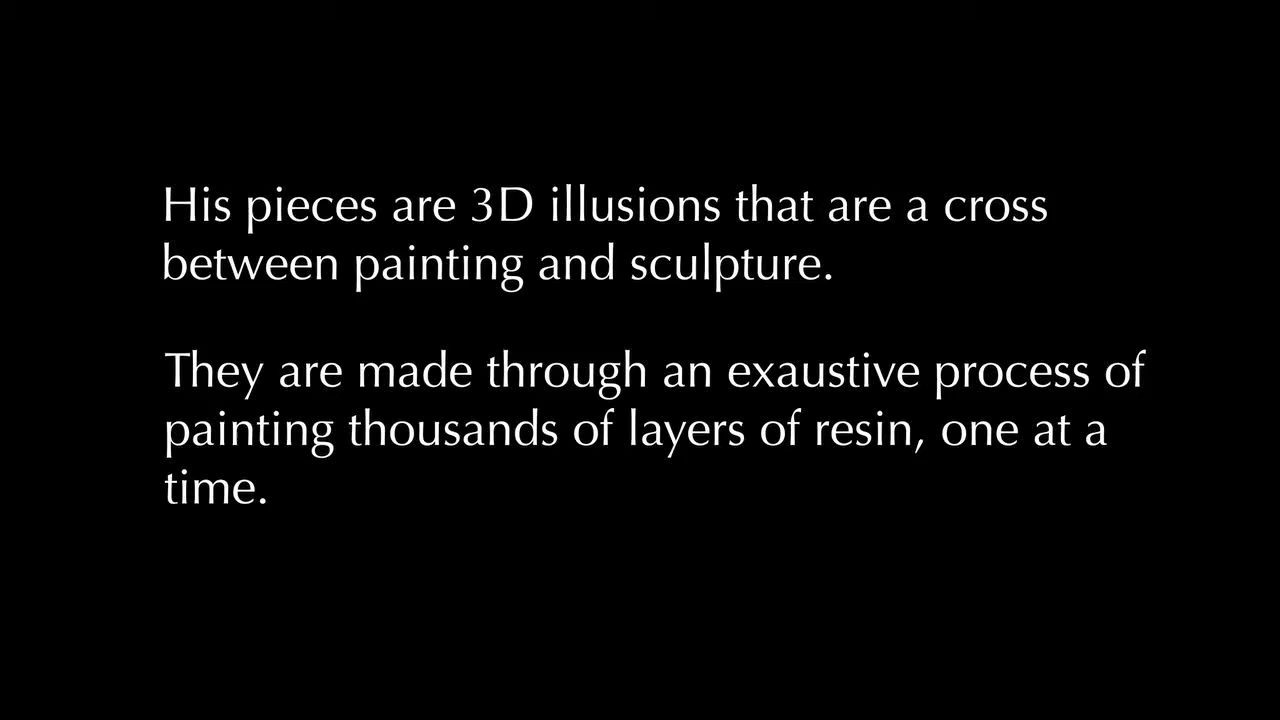 His pieces are 3D illusions that are a cross
between painting and sculpture.
They are made through an exaustive process of
painting thousands of layers of resin, one at a
time.